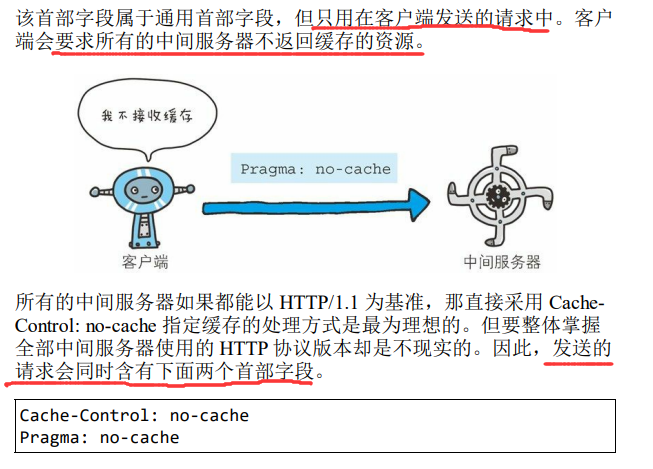 该首部字段属于通用首部字段，但只用在客户端发送的请求中。客户
端会要求所有的中间服务器不返回缓存的资源。
我不接收缓存
Pragma: no-cache
客户端
中间服务器
所有的中间服务器如果都能以 HTTP/1.1 为基准，那直接采用 Cache-
Control: no-cache 指定缓存的处理方式是最为理想的。但要整体掌握
全部中间服务器使用的 HTTP 协议版本却是不现实的。因此，发送的
请求会同时含有下面两个首部字段。
Cache-Control: no-cache
Pragma: no-cache